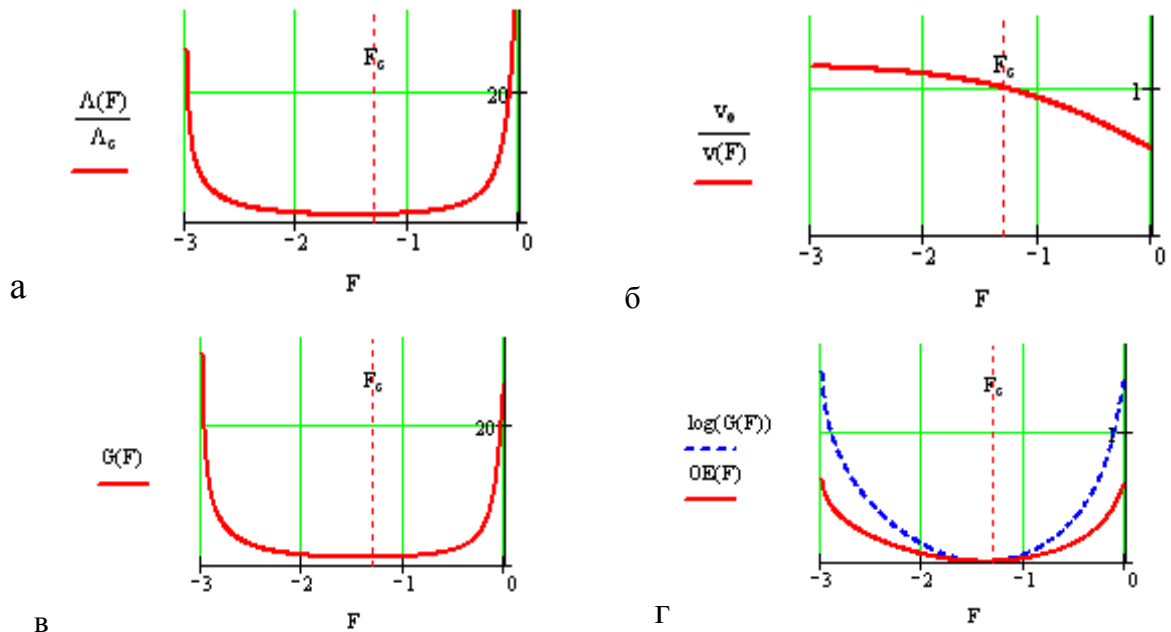 Λ(F)
Λ_G
F_G
20
-3 -2 -1 0
F
а
v_0
v(F)
F_G
1
-3 -2 -1 0
F
б
G(F)
F_G
20
-3 -2 -1 0
F
в
log(G(F))
OE(F)
F_G
1
-3 -2 -1 0
F
г